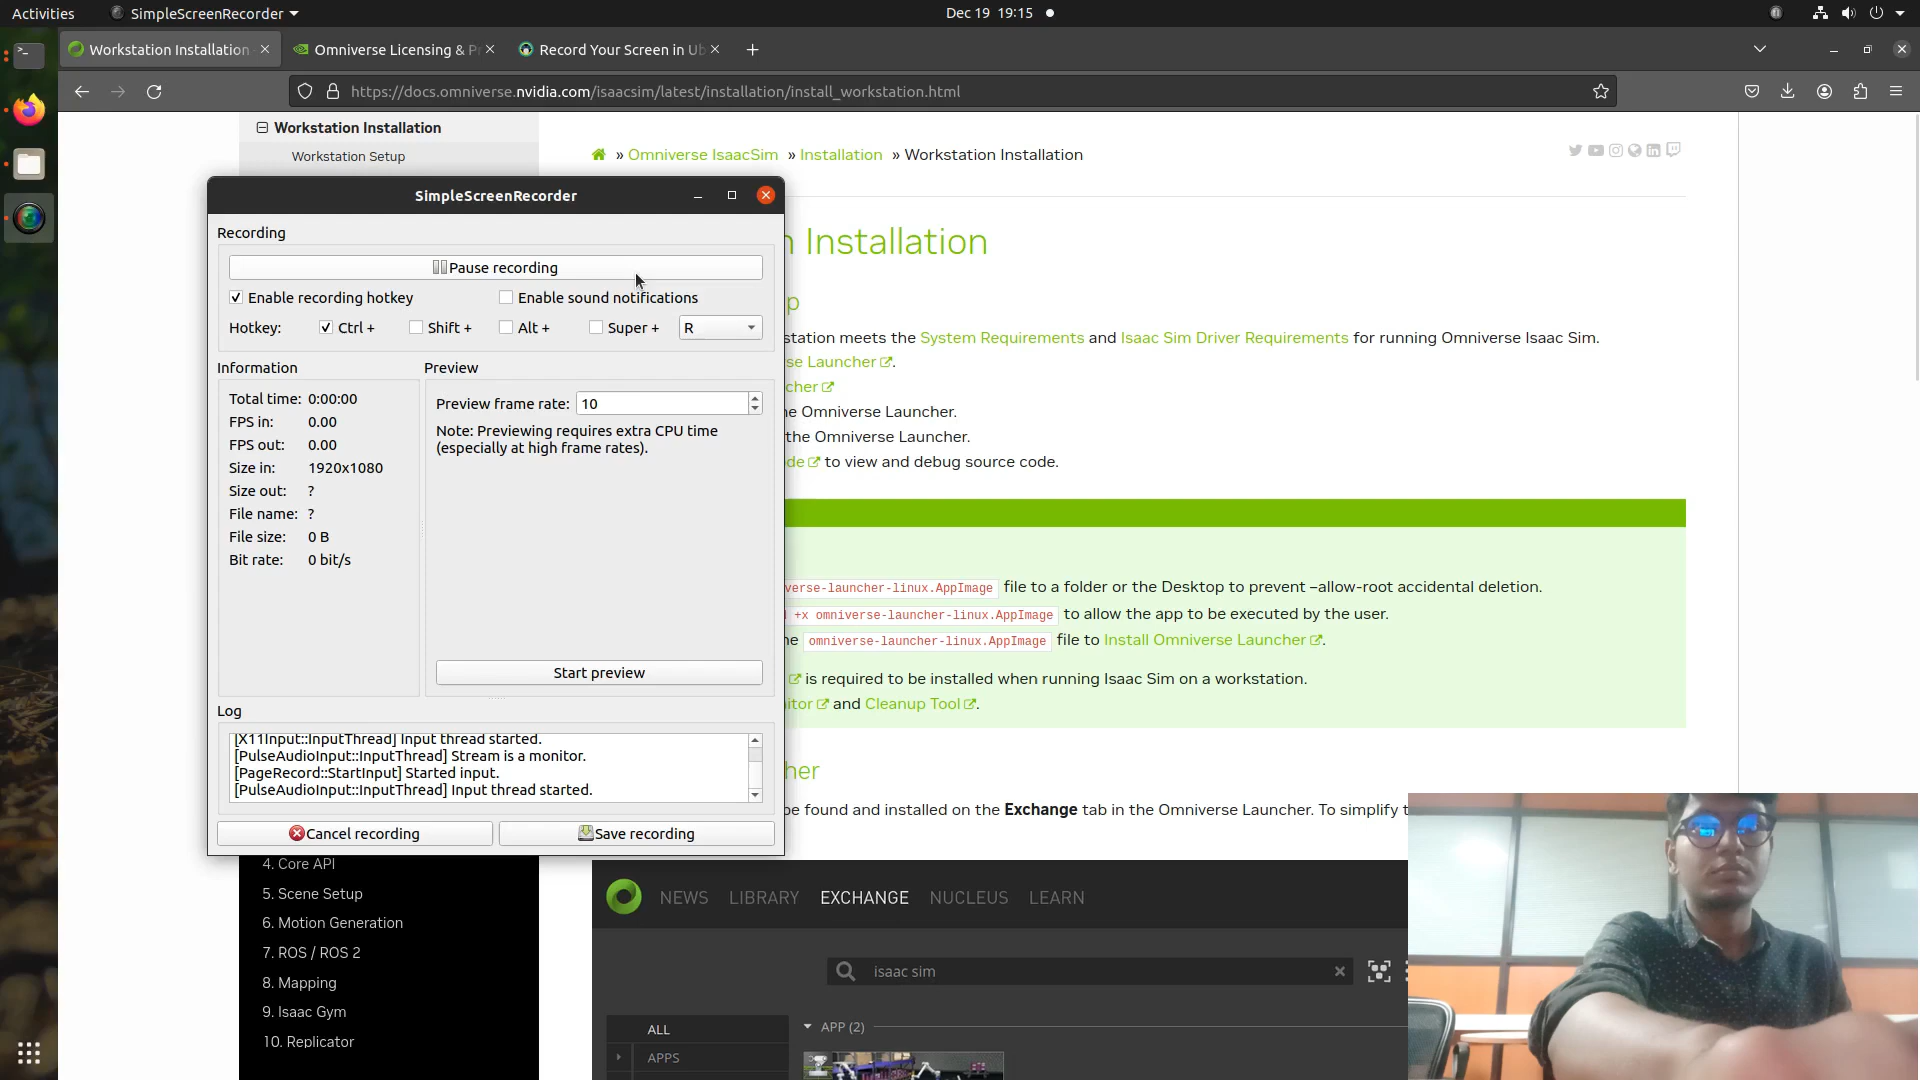 Activities
SimpleScreenRecorder
Dec 19 19:15
Workstation Installation
Omniverse Licensing & P
Record Your Screen in Ub
https://docs.omniverse.nvidia.com/isaacsim/latest/installation/install_workstation.html
Workstation Installation
Workstation Setup
» Omniverse IsaacSim » Installation » Workstation Installation
SimpleScreenRecorder
Recording
Pause recording
Enable recording hotkey
Enable sound notifications
Hotkey: Ctrl + Shift + Alt + Super + R
Information
Total time: 0:00:00
FPS in: 0.00
FPS out: 0.00
Size in: 1920x1080
Size out: ?
File name: ?
File size: 0 B
Bit rate: 0 bit/s
Preview
Preview frame rate: 10
Note: Previewing requires extra CPU time
(especially at high frame rates).
Start preview
Log
[X11Input::InputThread] Input thread started.
[PulseAudioInput::InputThread] Stream is a monitor.
[PageRecord::StartInput] Started input.
[PulseAudioInput::InputThread] Input thread started.
Cancel recording
Save recording
n Installation
p
station meets the System Requirements and Isaac Sim Driver Requirements for running Omniverse Isaac Sim.
se Launcher.
cher
he Omniverse Launcher.
the Omniverse Launcher.
de to view and debug source code.
verse-launcher-linux.AppImage file to a folder or the Desktop to prevent –allow-root accidental deletion.
+x omniverse-launcher-linux.AppImage to allow the app to be executed by the user.
he omniverse-launcher-linux.AppImage file to Install Omniverse Launcher.
is required to be installed when running Isaac Sim on a workstation.
itor and Cleanup Tool.
her
be found and installed on the Exchange tab in the Omniverse Launcher. To simplify t
4. Core API
5. Scene Setup
6. Motion Generation
7. ROS / ROS 2
8. Mapping
9. Isaac Gym
10. Replicator
NEWS LIBRARY EXCHANGE NUCLEUS LEARN
isaac sim
ALL
APPS
APP (2)